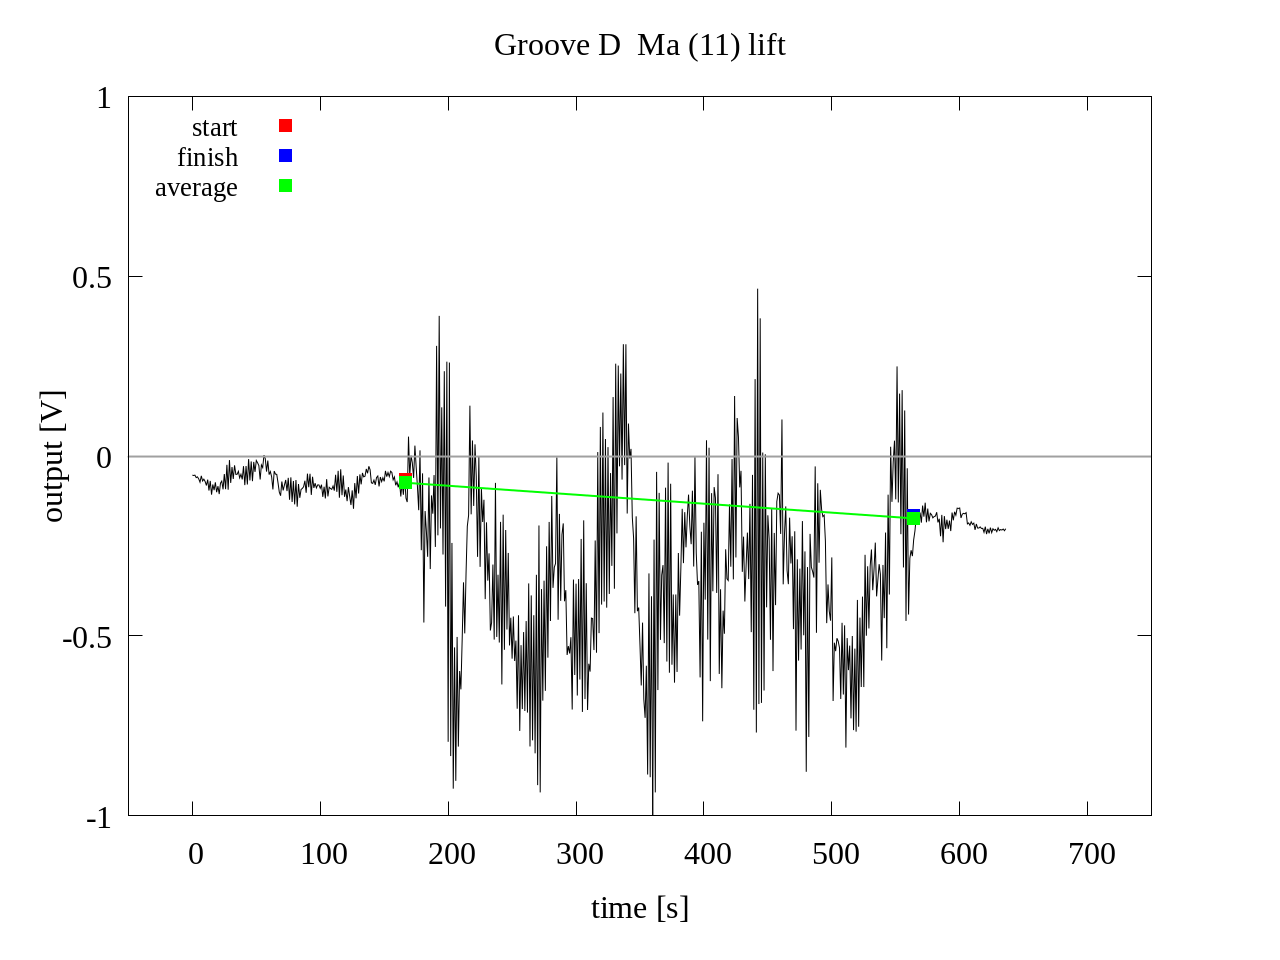 Groove D  Ma (11) lift
1
start
finish
average
0.5
0
-0.5
-1
output [V]
0 100 200 300 400 500 600 700
time [s]